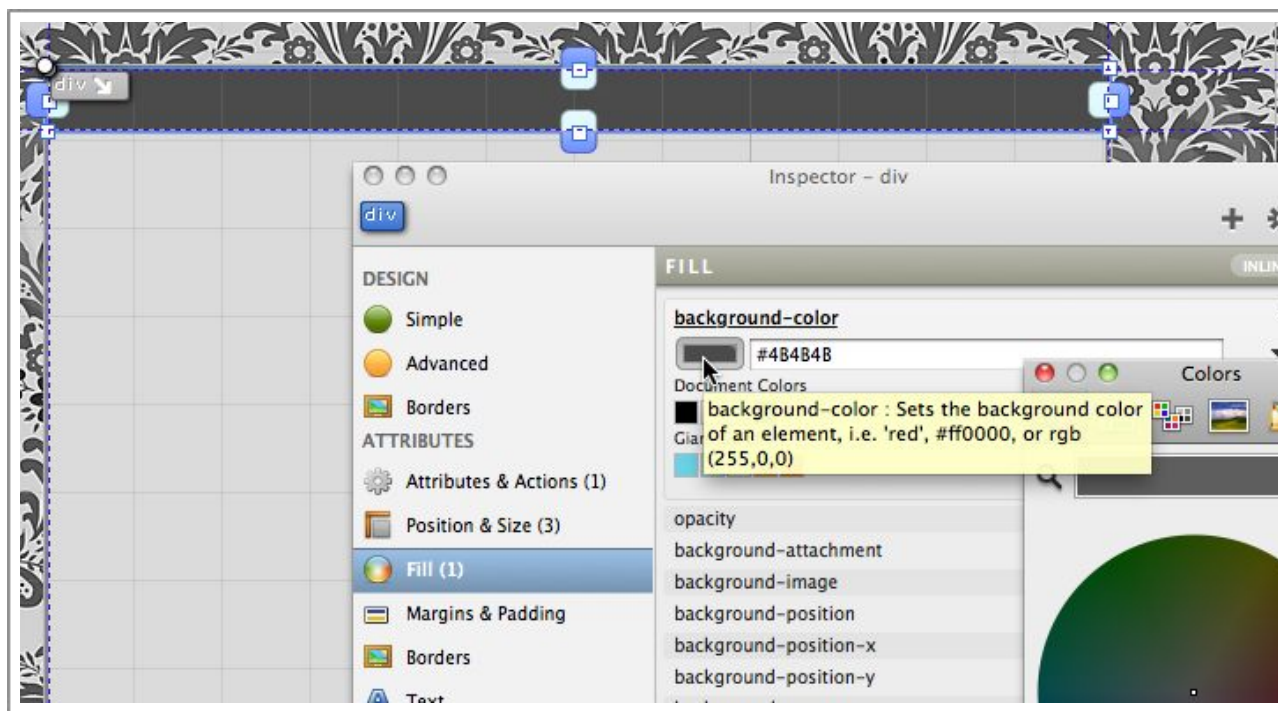 div
Inspector – div
div
DESIGN
Simple
Advanced
Borders
ATTRIBUTES
Attributes & Actions (1)
Position & Size (3)
Fill (1)
Margins & Padding
Borders
Text
FILL
background-color
#4B4B4B
Document Colors
background-color : Sets the background color
of an element, i.e. 'red', #ff0000, or rgb
(255,0,0)
opacity
background-attachment
background-image
background-position
background-position-x
background-position-y
Colors